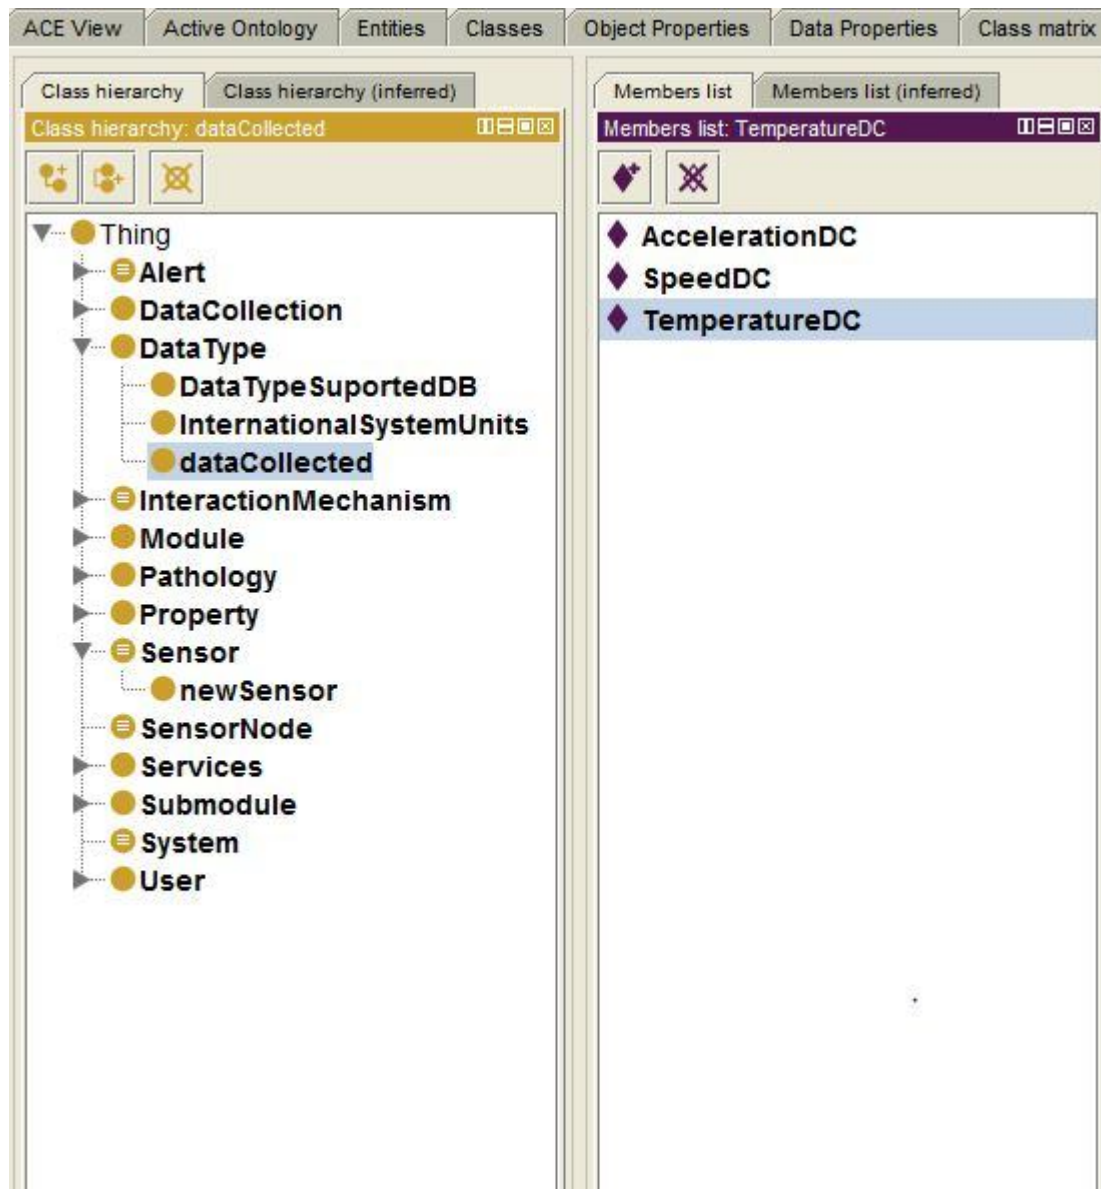 ACE View Active Ontology Entities Classes Object Properties Data Properties Class matrix
Class hierarchy Class hierarchy (inferred)
Class hierarchy: dataCollected
Thing
Alert
DataCollection
DataType
DataTypeSuportedDB
InternationalSystemUnits
dataCollected
InteractionMechanism
Module
Pathology
Property
Sensor
newSensor
SensorNode
Services
Submodule
System
User
Members list Members list (inferred)
Members list: TemperatureDC
AccelerationDC
SpeedDC
TemperatureDC